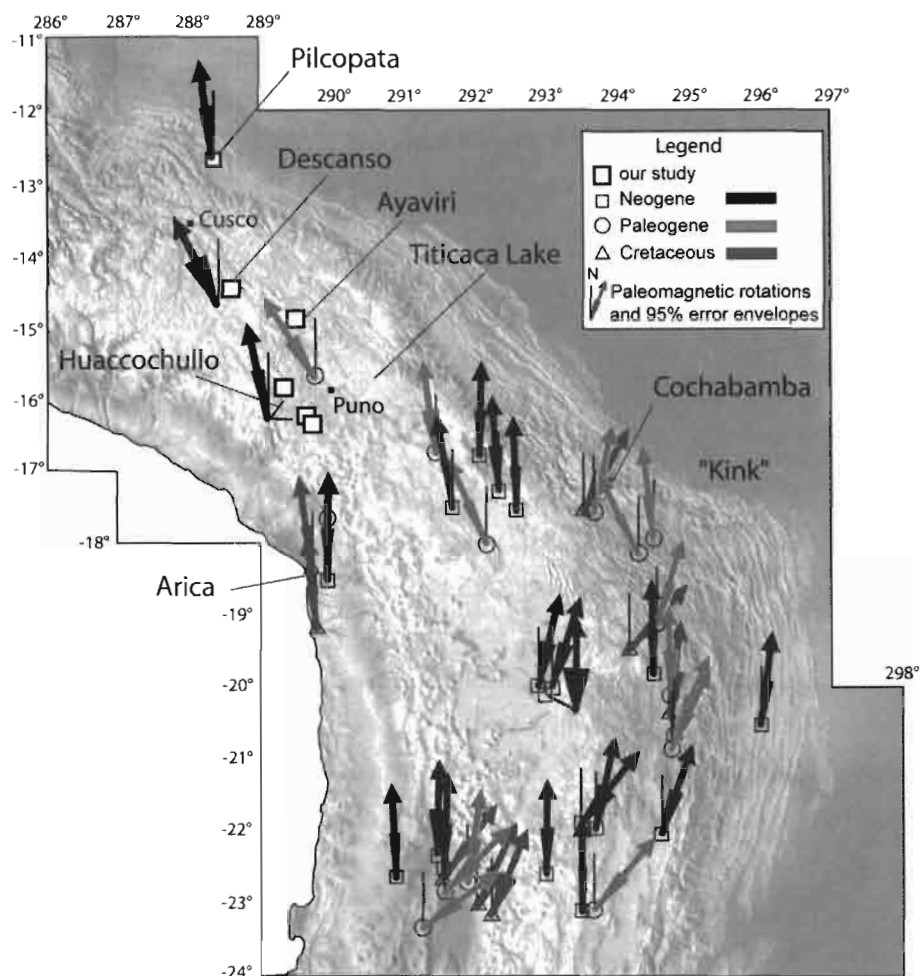 286°
287°
288°
289°
-11°
Pilcopata
290°
291°
292°
293°
294°
295°
296°
297°
-12°
Descanso
Legend
our study
Neogene
Paleogene
Cretaceous
N
Paleomagnetic rotations
and 95% error envelopes
-13°
Ayaviri
Cusco
Titicaca Lake
-14°
-15°
Huaccochullo
Puno
Cochabamba
-16°
"Kink"
-17°
-18°
Arica
-19°
298°
-20°
-21°
-22°
-23°
-24°